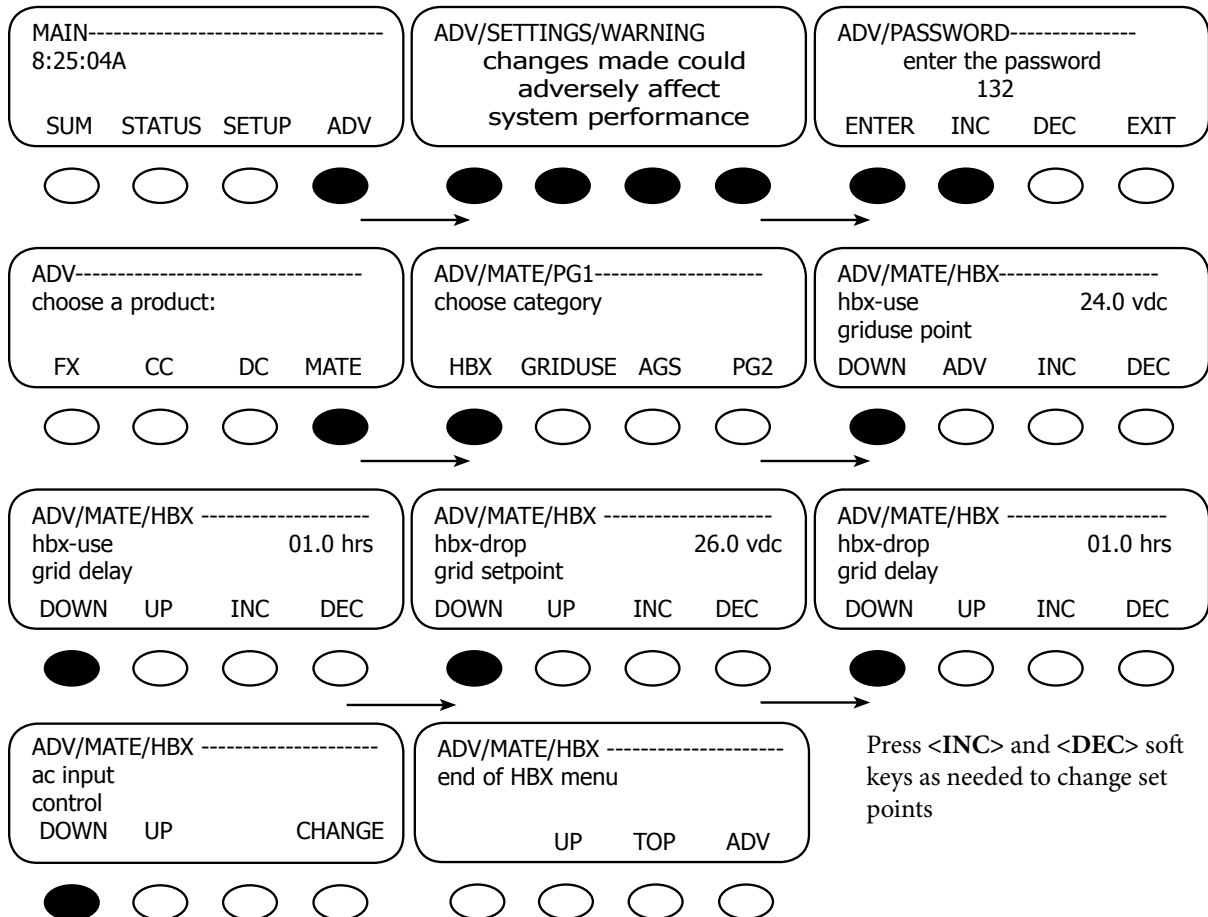 MAIN-----------------------------------
8:25:04A
SUM STATUS SETUP ADV
ADV/SETTINGS/WARNING
changes made could
adversely affect
system performance
ADV/PASSWORD---------------
enter the password
132
ENTER INC DEC EXIT
ADV----------------------------------
choose a product:
FX CC DC MATE
ADV/MATE/PG1--------------------
choose category
HBX GRIDUSE AGS PG2
ADV/MATE/HBX-------------------
hbx-use 24.0 vdc
griduse point
DOWN ADV INC DEC
ADV/MATE/HBX --------------------
hbx-use 01.0 hrs
grid delay
DOWN UP INC DEC
ADV/MATE/HBX --------------------
hbx-drop 26.0 vdc
grid setpoint
DOWN UP INC DEC
ADV/MATE/HBX -------------------
hbx-drop 01.0 hrs
grid delay
DOWN UP INC DEC
ADV/MATE/HBX ---------------------
ac input
control
DOWN UP CHANGE
ADV/MATE/HBX ---------------------
end of HBX menu
UP TOP ADV
Press <INC> and <DEC> soft
keys as needed to change set
points